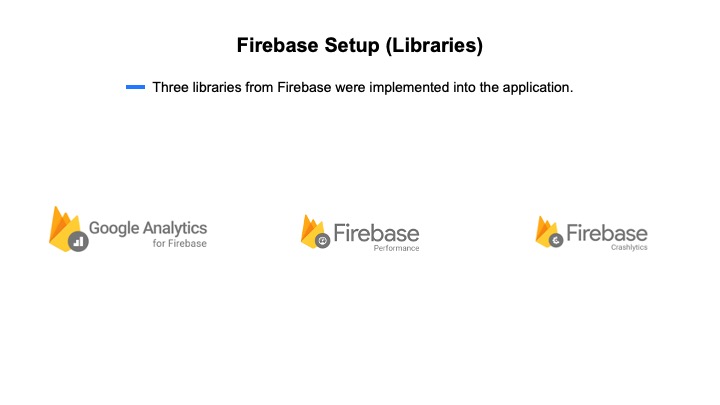 Firebase Setup (Libraries)
Three libraries from Firebase were implemented into the application.
Google Analytics
for Firebase
Firebase
Performance
Firebase
Crashlytics